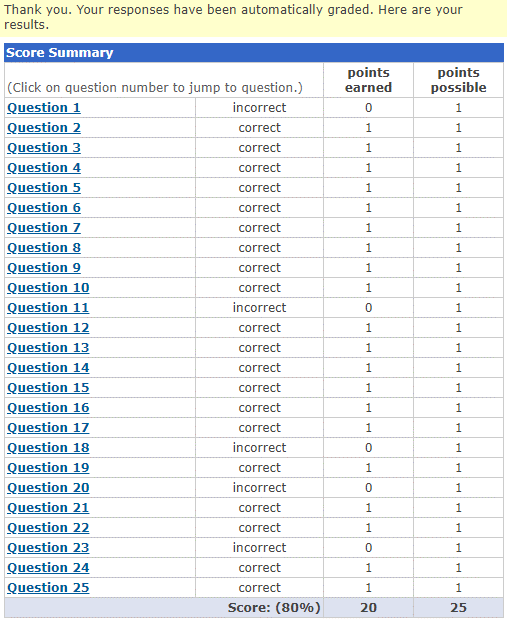 Thank you. Your responses have been automatically graded. Here are your
results.
Score Summary
(Click on question number to jump to question.) points earned points possible
Question 1 incorrect 0 1
Question 2 correct 1 1
Question 3 correct 1 1
Question 4 correct 1 1
Question 5 correct 1 1
Question 6 correct 1 1
Question 7 correct 1 1
Question 8 correct 1 1
Question 9 correct 1 1
Question 10 correct 1 1
Question 11 incorrect 0 1
Question 12 correct 1 1
Question 13 correct 1 1
Question 14 correct 1 1
Question 15 correct 1 1
Question 16 correct 1 1
Question 17 correct 1 1
Question 18 incorrect 0 1
Question 19 correct 1 1
Question 20 incorrect 0 1
Question 21 correct 1 1
Question 22 correct 1 1
Question 23 incorrect 0 1
Question 24 correct 1 1
Question 25 correct 1 1
Score: (80%) 20 25